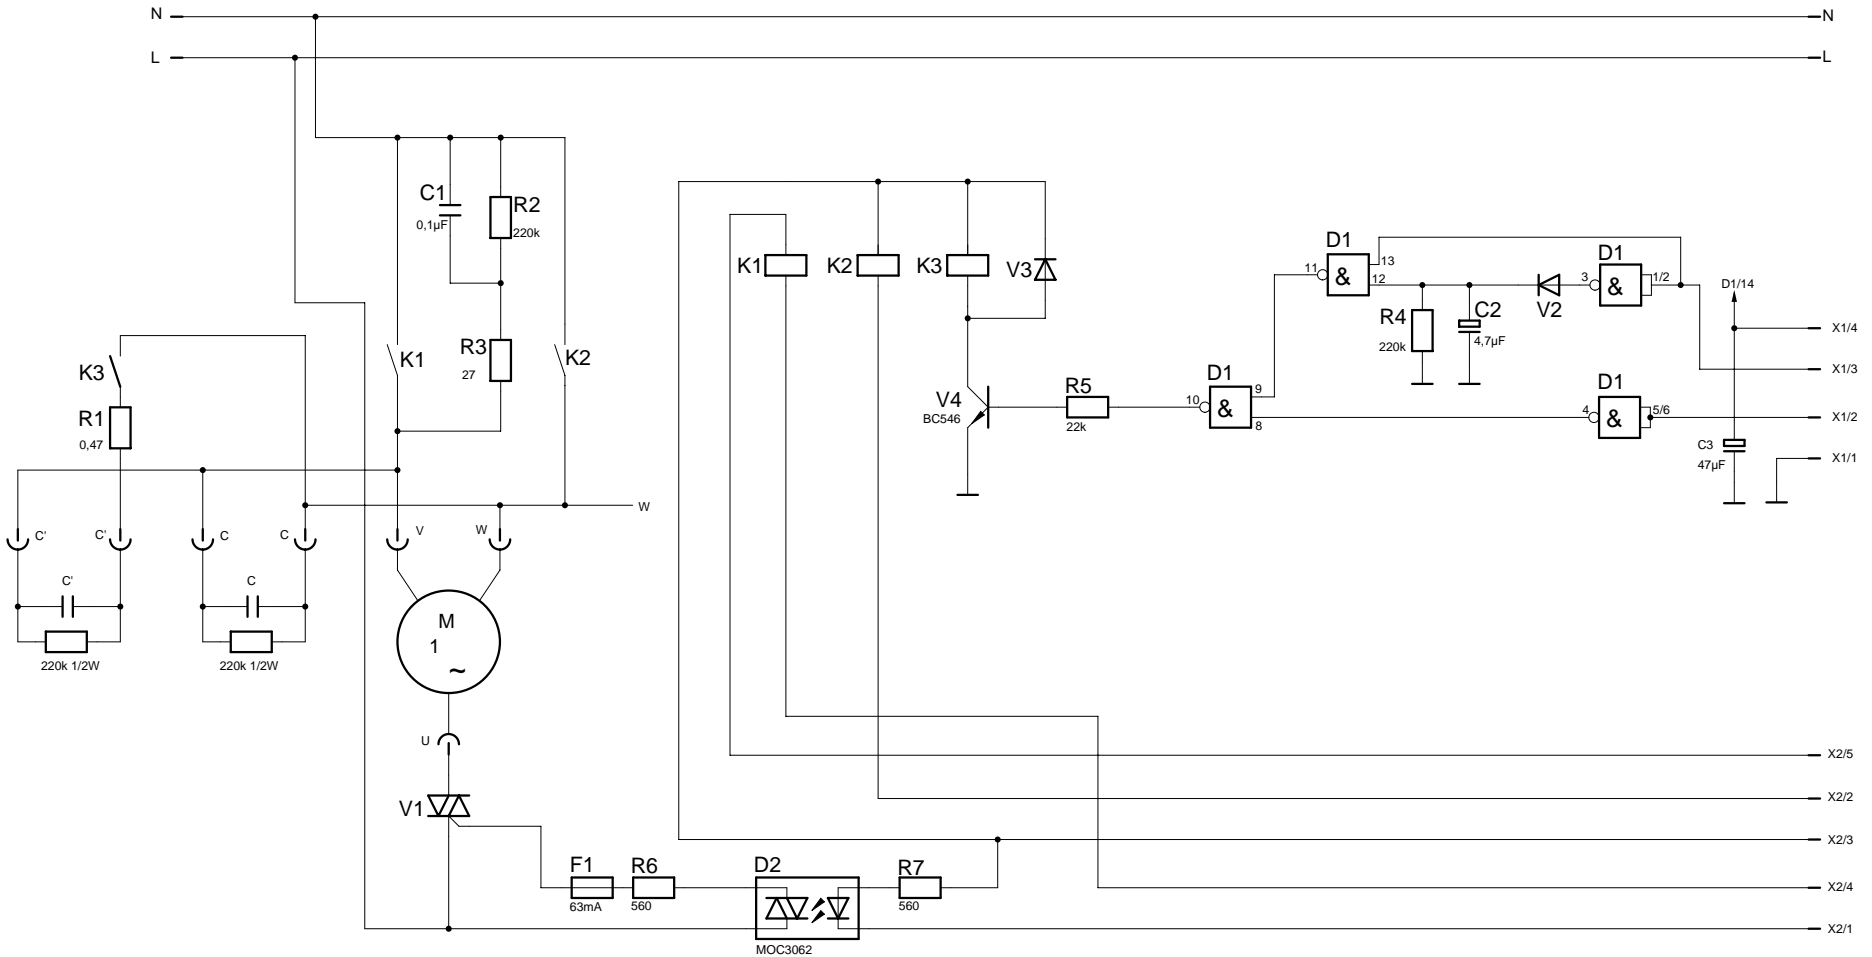 N
N
L
L
C1
0,1µF
R2
220k
K1
K2
K3
V3
D1
11
&
13
12
D1
3
&
1/2
V2
D1/14
R4
220k
C2
4,7µF
X1/4
X1/3
K3
K1
R3
27
K2
R1
0,47
V4
BC546
R5
22k
D1
10
&
9
8
D1
4
&
5/6
X1/2
C3
47µF
X1/1
W
C'
C'
C
C
V
W
C'
C
220k 1/2W
220k 1/2W
M
1
~
U
V1
X2/5
X2/2
X2/3
F1
63mA
R6
560
D2
MOC3062
R7
560
X2/4
X2/1